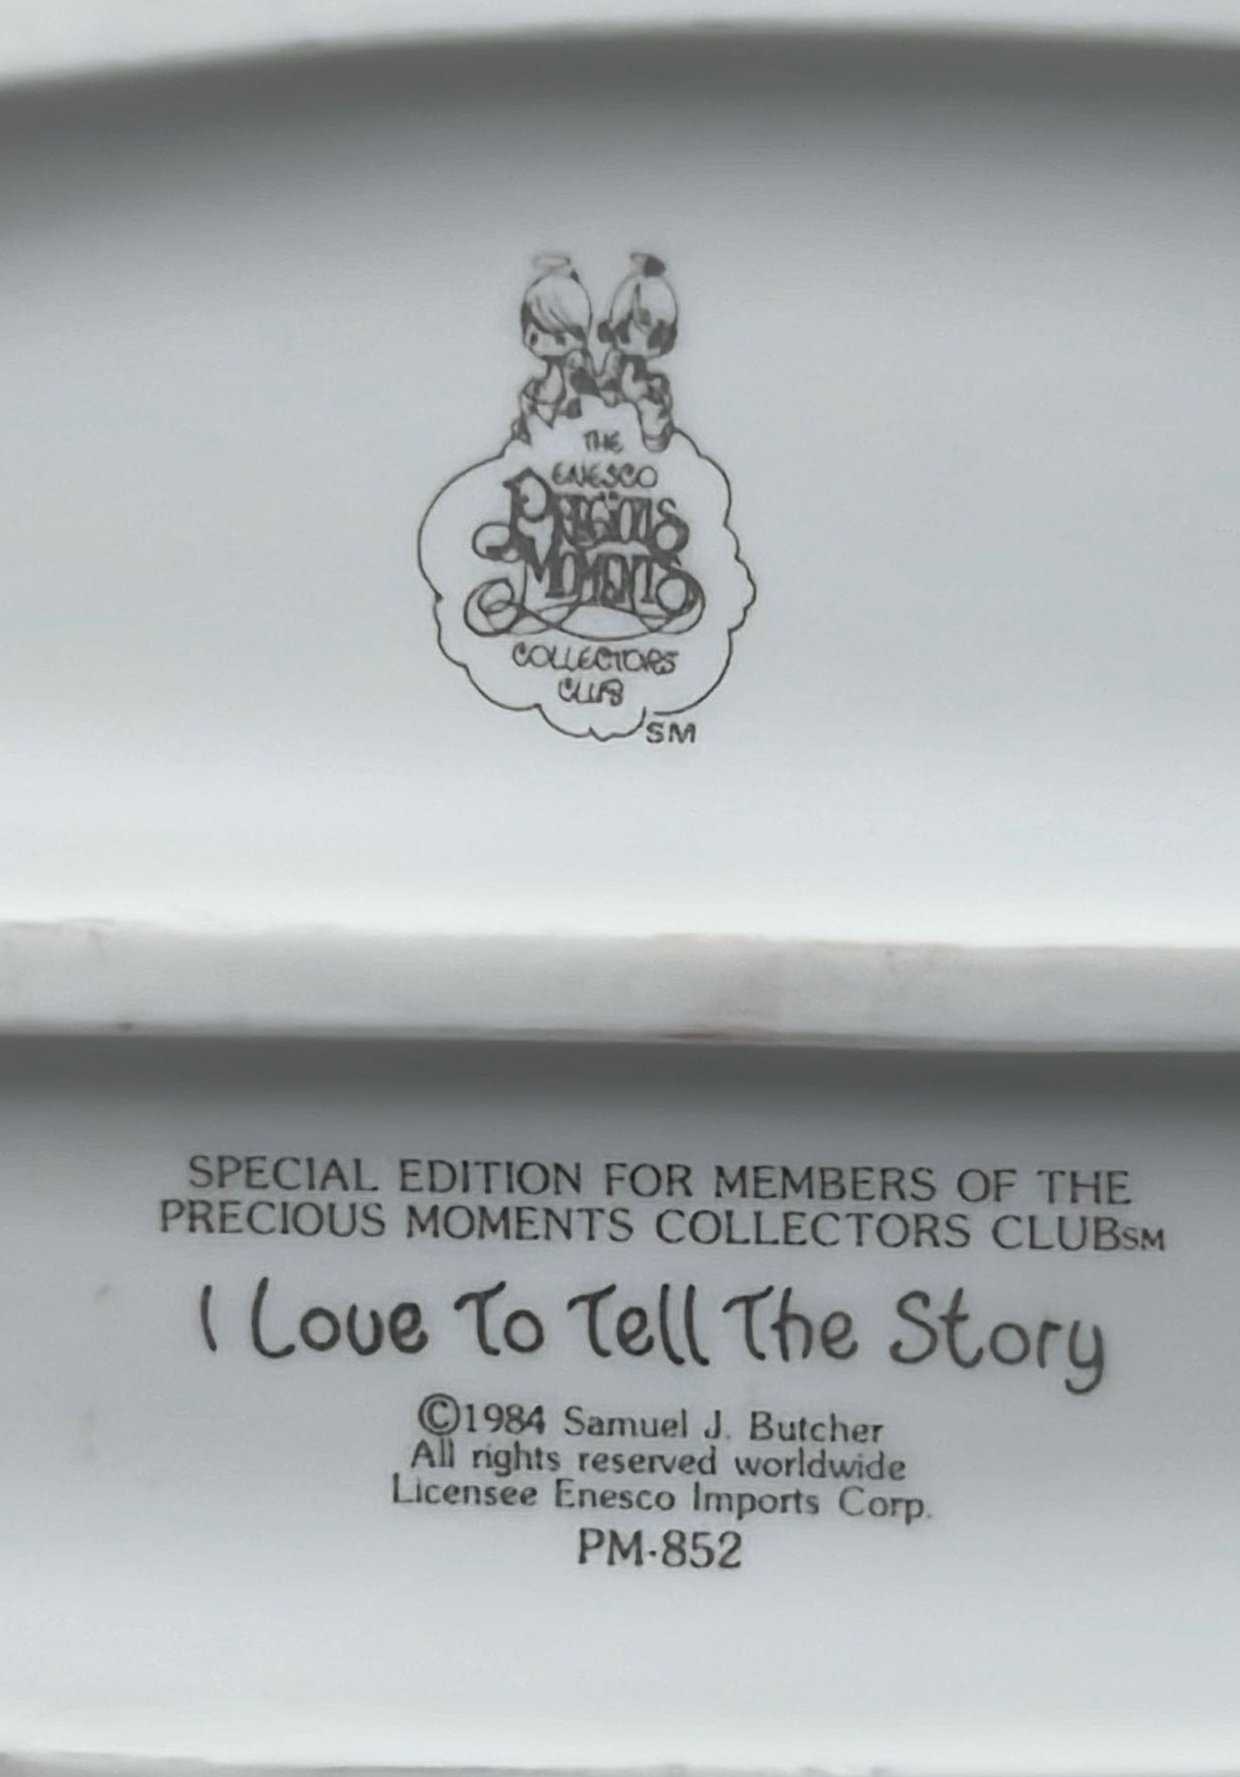 THE
ENESCO
PRECIOUS
MOMENTS
COLLECTORS
CLUB
SM
SPECIAL EDITION FOR MEMBERS OF THE
PRECIOUS MOMENTS COLLECTORS CLUBSM
I Love To Tell The Story
©1984 Samuel J. Butcher
All rights reserved worldwide
Licensee Enesco Imports Corp.
PM-852